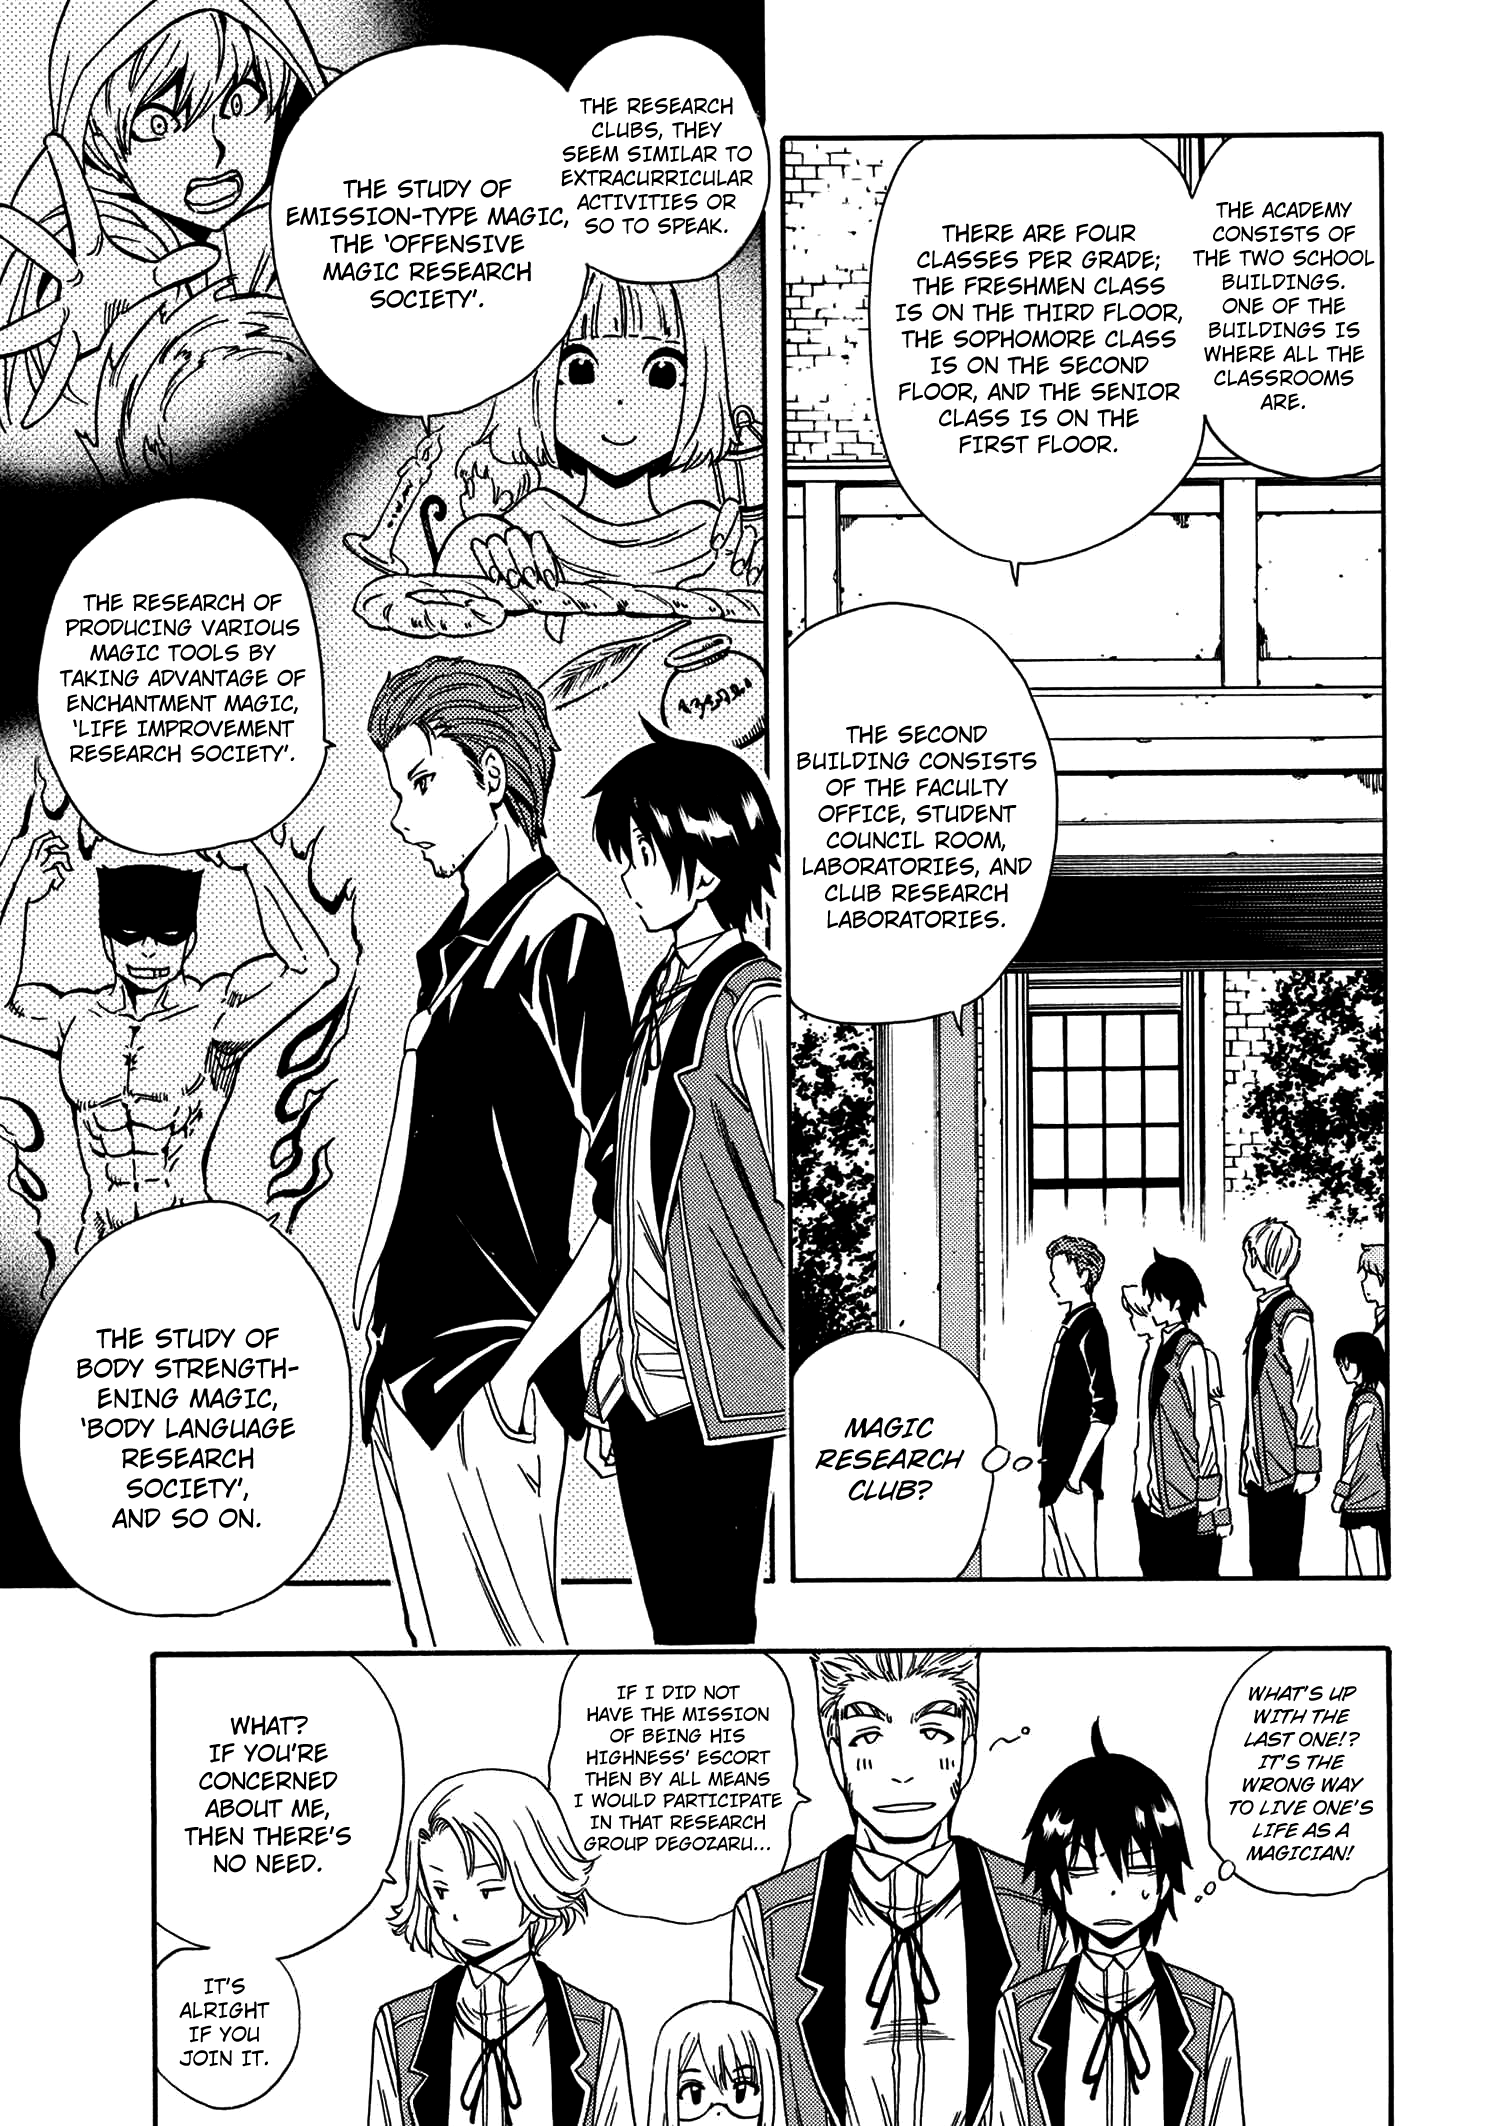 THE ACADEMY
CONSISTS OF
THE TWO SCHOOL
BUILDINGS.
ONE OF THE
BUILDINGS IS
WHERE ALL THE
CLASSROOMS
ARE.
THERE ARE FOUR
CLASSES PER GRADE;
THE FRESHMEN CLASS
IS ON THE THIRD FLOOR,
THE SOPHOMORE CLASS
IS ON THE SECOND
FLOOR, AND THE SENIOR
CLASS IS ON THE
FIRST FLOOR.
THE SECOND
BUILDING CONSISTS
OF THE FACULTY
OFFICE, STUDENT
COUNCIL ROOM,
LABORATORIES, AND
CLUB RESEARCH
LABORATORIES.
MAGIC
RESEARCH
CLUB?
THE RESEARCH
CLUBS, THEY
SEEM SIMILAR TO
EXTRACURRICULAR
ACTIVITIES OR
SO TO SPEAK.
THE STUDY OF
EMISSION-TYPE MAGIC,
THE 'OFFENSIVE
MAGIC RESEARCH
SOCIETY'.
THE RESEARCH OF
PRODUCING VARIOUS
MAGIC TOOLS BY
TAKING ADVANTAGE OF
ENCHANTMENT MAGIC,
'LIFE IMPROVEMENT
RESEARCH SOCIETY'.
THE STUDY OF
BODY STRENGTH-
ENING MAGIC,
'BODY LANGUAGE
RESEARCH
SOCIETY',
AND SO ON.
WHAT'S UP
WITH THE
LAST ONE!?
IT'S THE
WRONG WAY
TO LIVE ONE'S
LIFE AS A
MAGICIAN!
IF I DID NOT
HAVE THE MISSION
OF BEING HIS
HIGHNESS' ESCORT
THEN BY ALL MEANS
I WOULD PARTICIPATE
IN THAT RESEARCH
GROUP DEGOZARU...
WHAT?
IF YOU'RE
CONCERNED
ABOUT ME,
THEN THERE'S
NO NEED.
IT'S
ALRIGHT
IF YOU
JOIN IT.